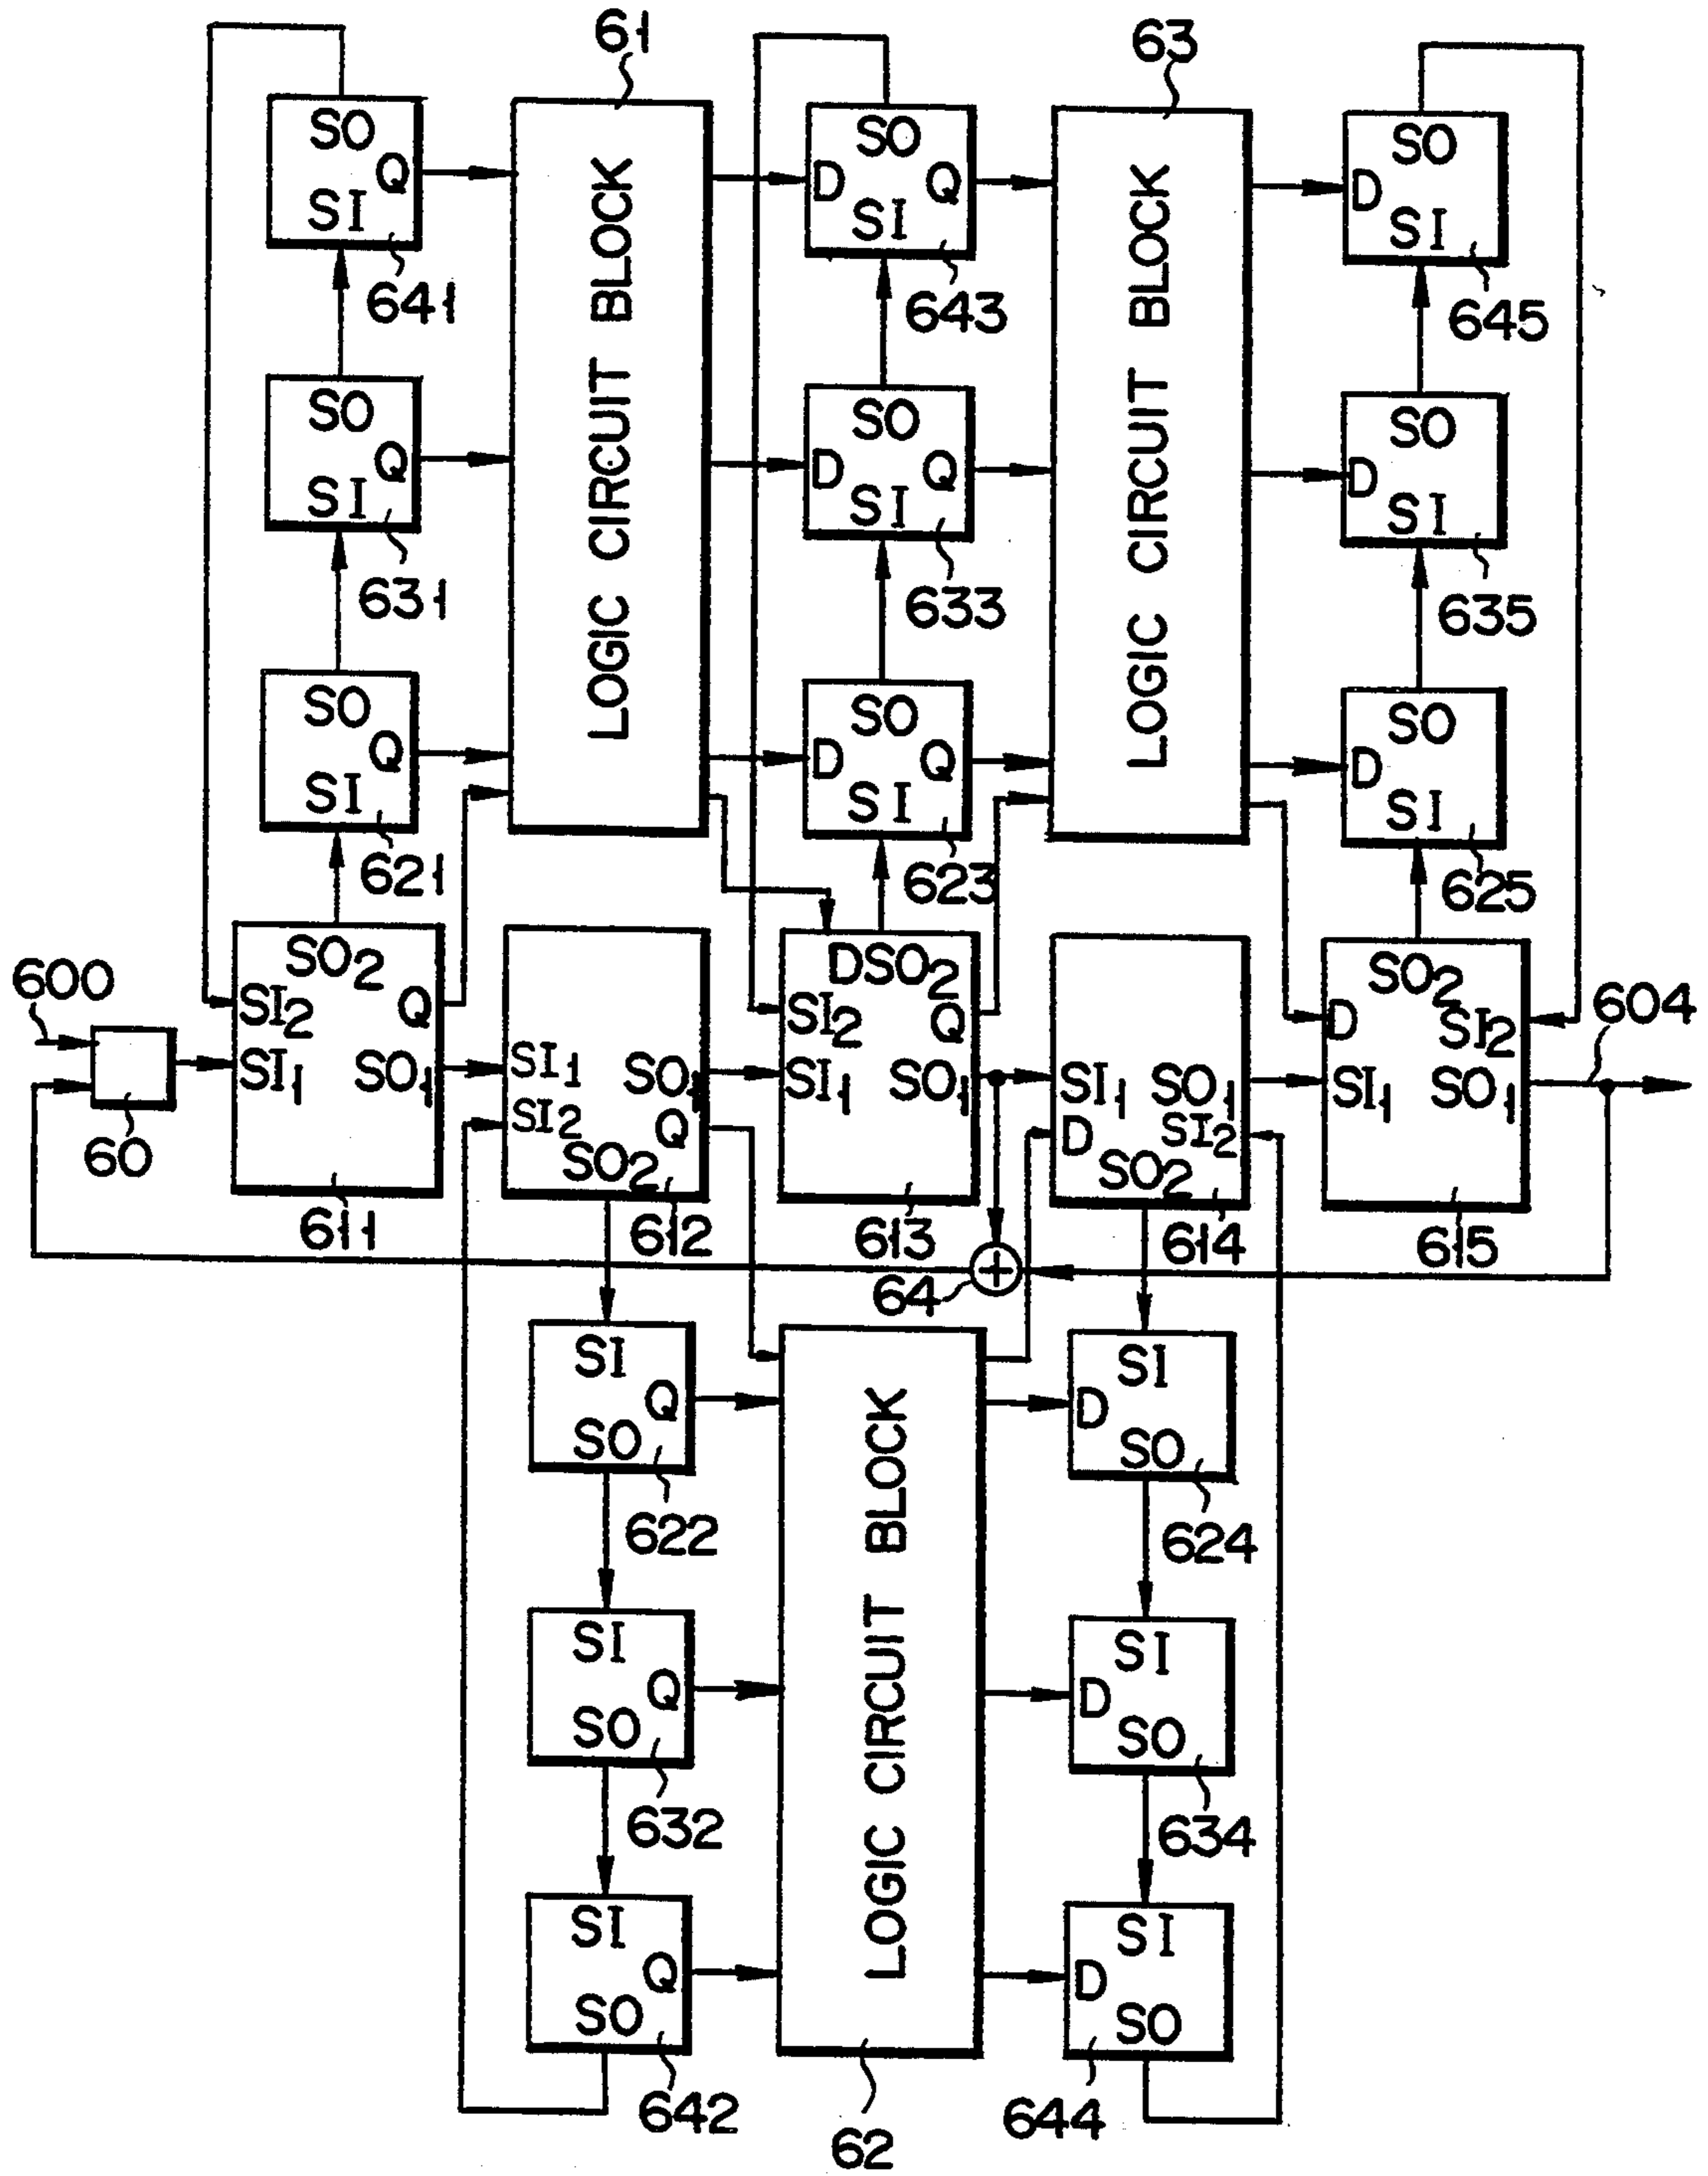 61
63
SO
Q
SI
641
SO
Q
SI
631
SO
Q
SI
621
LOGIC CIRCUIT BLOCK
SO
D
Q
SI
643
SO
D
Q
SI
633
SO
D
Q
SI
623
LOGIC CIRCUIT BLOCK
SO
D
SI
645
SO
D
SI
635
SO
D
SI
625
600
60
SO2
SI2
Q
SI1
SO1
611
SI1
SO1
SI2
Q
SO2
612
DSO2
SI2
Q
SI1
SO1
613
SI1
SO1
D
SI2
SO2
614
SO2
D
SI2
SI1
SO1
615
604
64
SI
Q
SO
622
SI
Q
SO
632
SI
Q
SO
642
LOGIC CIRCUIT BLOCK
62
SI
D
SO
624
SI
D
SO
634
SI
D
SO
644